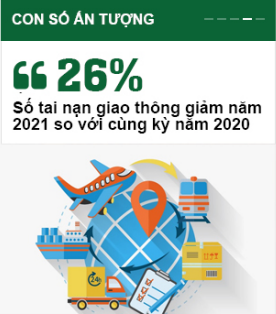 CON SỐ ẤN TƯỢNG
26%
Số tai nạn giao thông giảm năm
2021 so với cùng kỳ năm 2020
24h